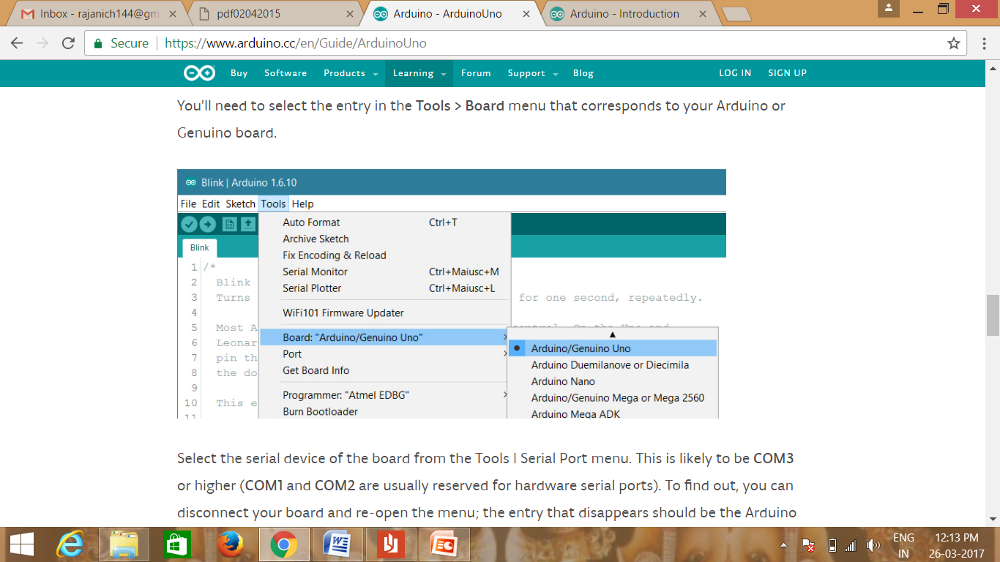 Inbox - rajanich144@gm
pdf02042015
Arduino - ArduinoUno
Arduino - Introduction
Secure
https://www.arduino.cc/en/Guide/ArduinoUno
Buy Software Products Learning Forum Support Blog LOG IN SIGN UP
You'll need to select the entry in the Tools > Board menu that corresponds to your Arduino or
Genuino board.
Blink | Arduino 1.6.10
File Edit Sketch Tools Help
Auto Format Ctrl+T
Archive Sketch
Fix Encoding & Reload
Serial Monitor Ctrl+Maiusc+M
Serial Plotter Ctrl+Maiusc+L
WiFi101 Firmware Updater
Board: "Arduino/Genuino Uno"
Port
Get Board Info
Programmer: "Atmel EDBG"
Burn Bootloader
Arduino/Genuino Uno
Arduino Duemilanove or Diecimila
Arduino Nano
Arduino/Genuino Mega or Mega 2560
Arduino Mega ADK
Blink
1 /*
2 Blink
3 Turns for one second, repeatedly.
4
5 Most A control. On the Uno and
6 Leonar
7 pin th
8 the do
9
10 This e
11
Select the serial device of the board from the Tools | Serial Port menu. This is likely to be COM3
or higher (COM1 and COM2 are usually reserved for hardware serial ports). To find out, you can
disconnect your board and re-open the menu; the entry that disappears should be the Arduino
ENG
IN
12:13 PM
26-03-2017